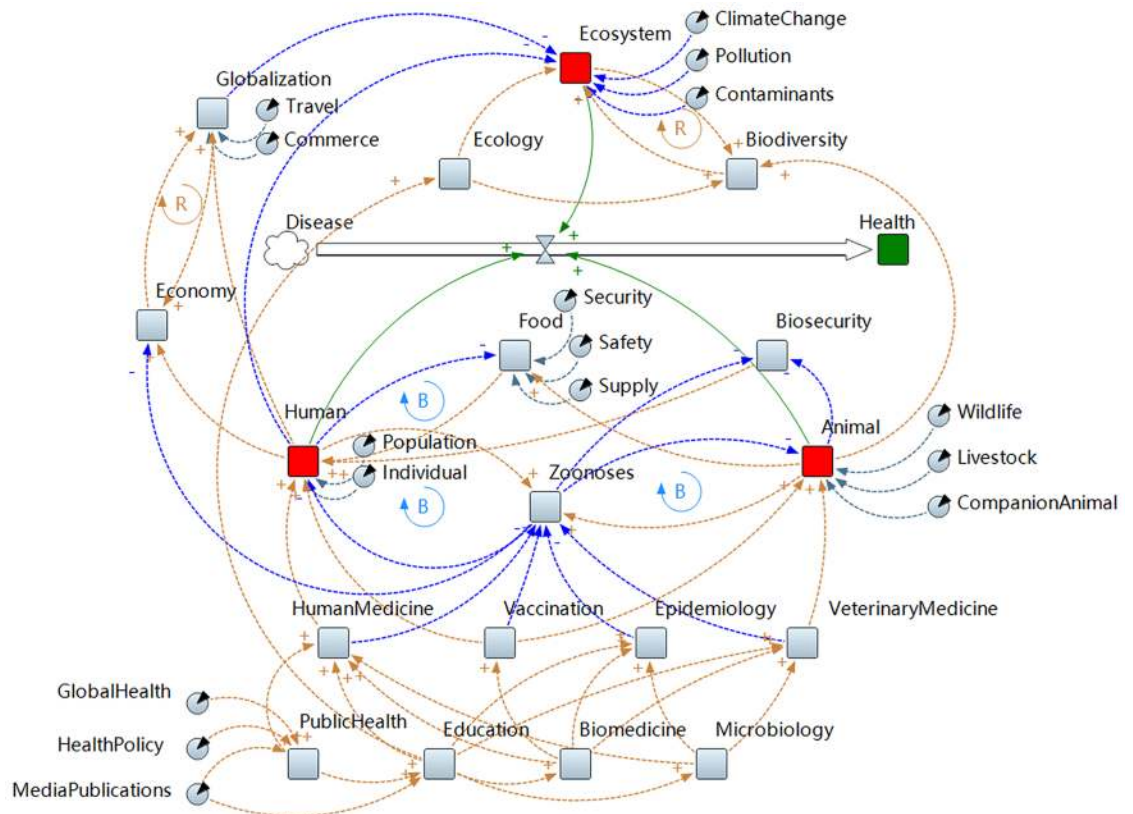 ClimateChange
Ecosystem
Pollution
Globalization
Contaminants
Travel
Commerce
Ecology
R
Biodiversity
R
Disease
Health
Economy
Security
Food
Biosecurity
Safety
Supply
B
Human
Animal
Wildlife
Population
Individual
Zoonoses
Livestock
B
B
CompanionAnimal
HumanMedicine
Vaccination
Epidemiology
VeterinaryMedicine
GlobalHealth
PublicHealth
Education
Biomedicine
Microbiology
HealthPolicy
MediaPublications